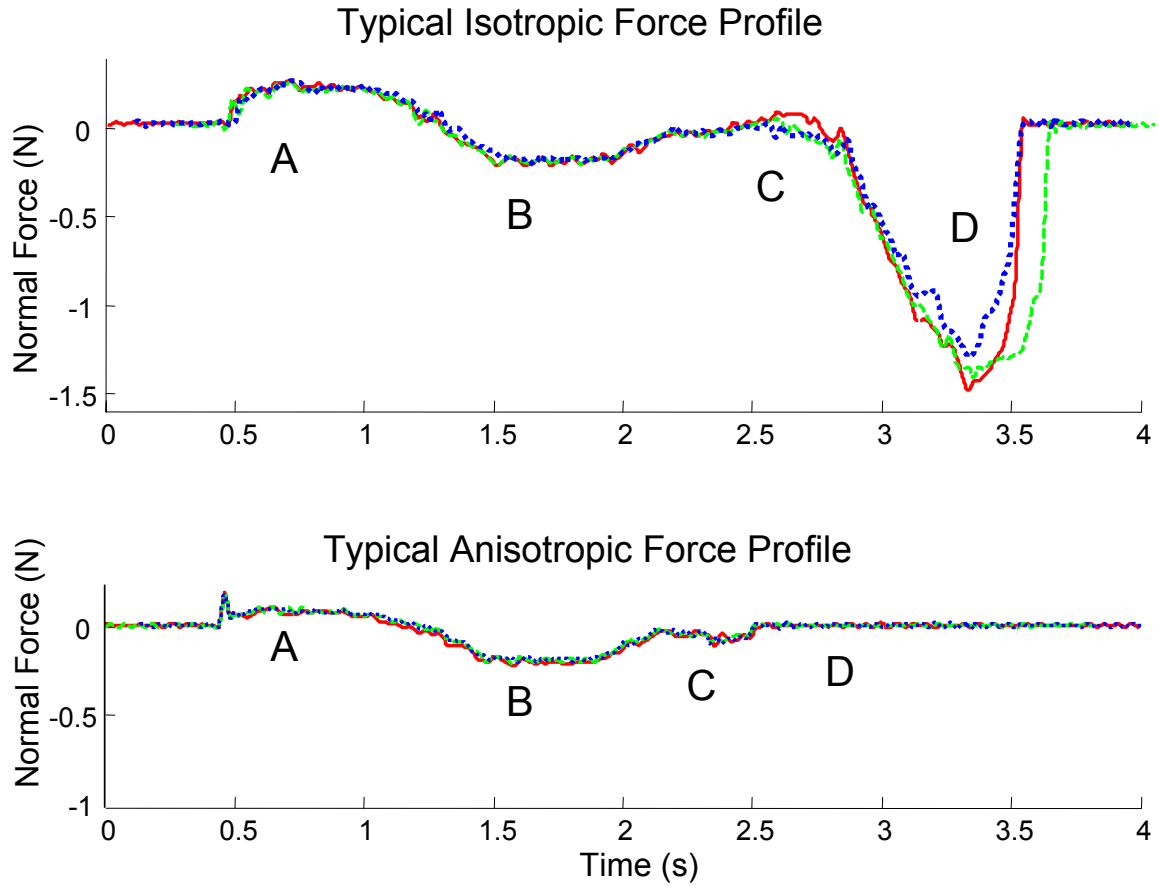 Typical Isotropic Force Profile
Normal Force (N)
0
-0.5
-1
-1.5
A
B
C
D
0 0.5 1 1.5 2 2.5 3 3.5 4
Typical Anisotropic Force Profile
Normal Force (N)
0
-0.5
-1
A
B
C
D
0 0.5 1 1.5 2 2.5 3 3.5 4
Time (s)